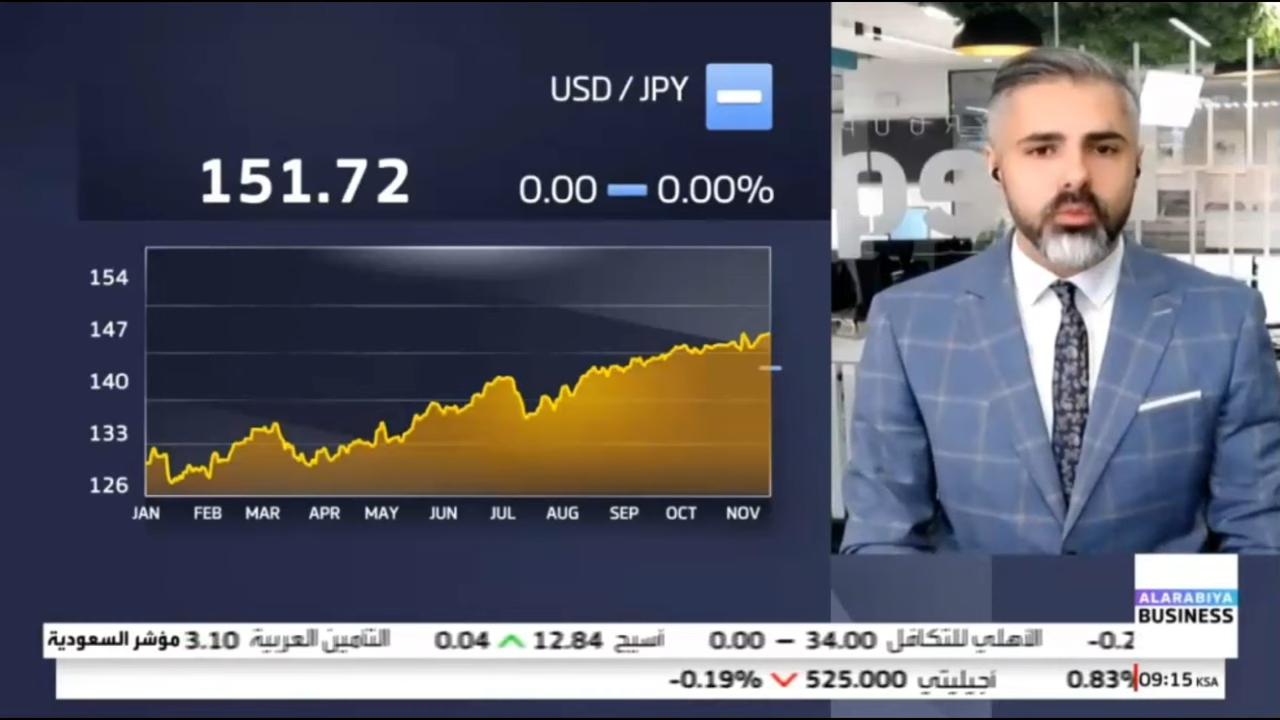 USD / JPY
151.72
0.00 0.00%
154
147
140
133
126
JAN FEB MAR APR MAY JUN JUL AUG SEP OCT NOV
ALARABIYA
BUSINESS
-0.2 الأهلي للتكافل 34.00 – 0.00 أسيج 12.84 0.04 التأمين العربية 3.10 مؤشر السعودية
0.83% أجيليتي 525.000 -0.19%
09:15 KSA